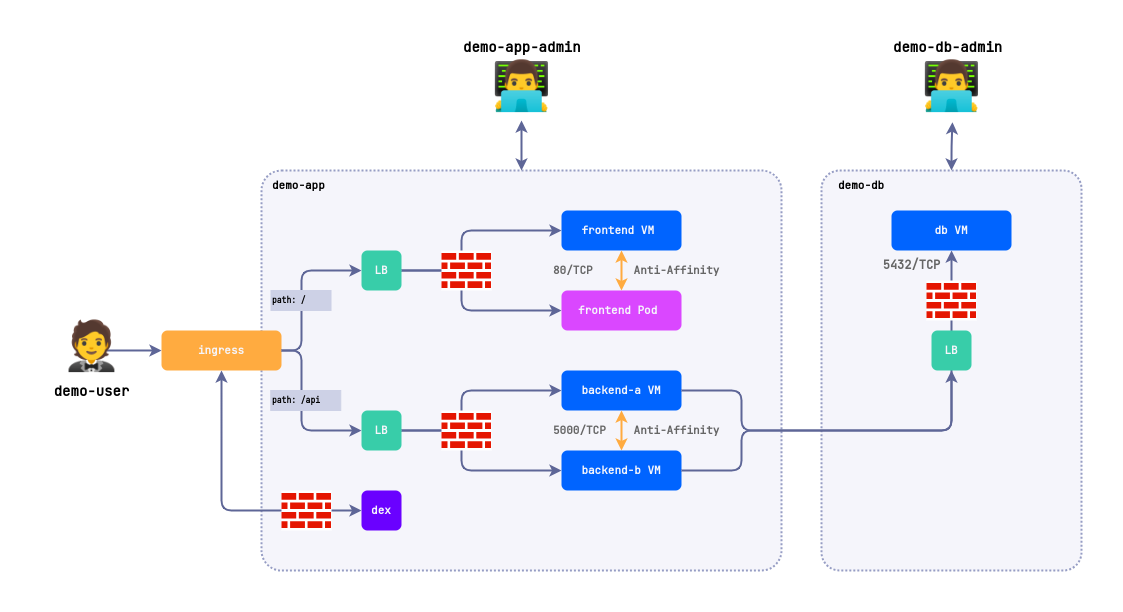 demo-app-admin
demo-db-admin
demo-app
demo-db
frontend VM
db VM
LB
80/TCP
Anti-Affinity
5432/TCP
path: /
frontend Pod
ingress
LB
demo-user
path: /api
backend-a VM
LB
5000/TCP
Anti-Affinity
backend-b VM
dex